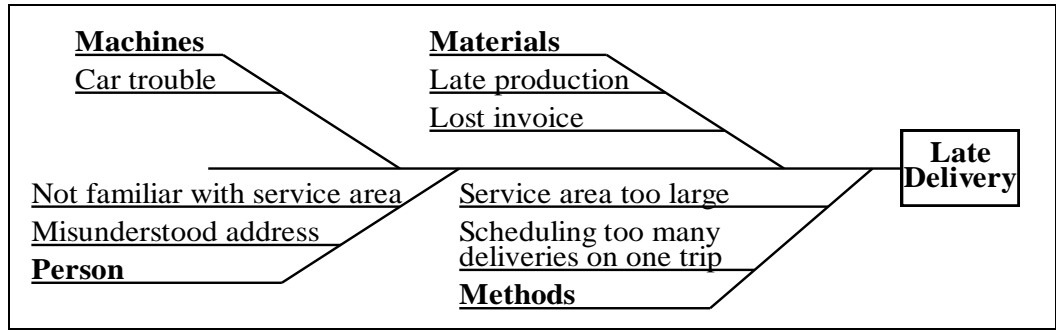 Machines
Car trouble
Materials
Late production
Lost invoice
Late
Delivery
Not familiar with service area
Misunderstood address
Person
Service area too large
Scheduling too many
deliveries on one trip
Methods